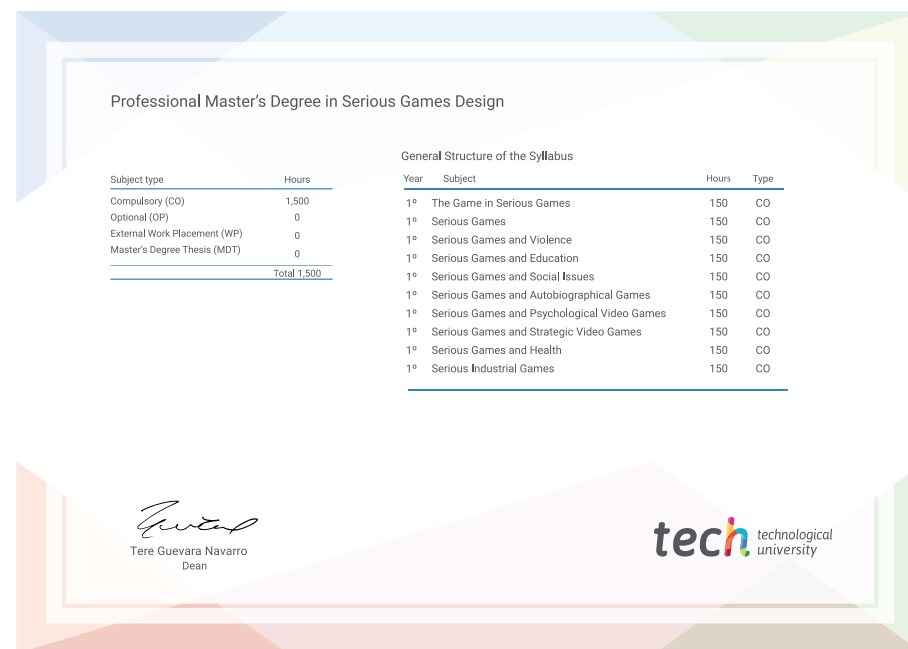 Professional Master's Degree in Serious Games Design
Subject type Hours
Compulsory (CO) 1,500
Optional (OP) 0
External Work Placement (WP) 0
Master's Degree Thesis (MDT) 0
Total 1,500
General Structure of the Syllabus
Year Subject Hours Type
1º The Game in Serious Games 150 CO
1º Serious Games 150 CO
1º Serious Games and Violence 150 CO
1º Serious Games and Education 150 CO
1º Serious Games and Social Issues 150 CO
1º Serious Games and Autobiographical Games 150 CO
1º Serious Games and Psychological Video Games 150 CO
1º Serious Games and Strategic Video Games 150 CO
1º Serious Games and Health 150 CO
1º Serious Industrial Games 150 CO
Tere Guevara Navarro
Dean
tech technological
university